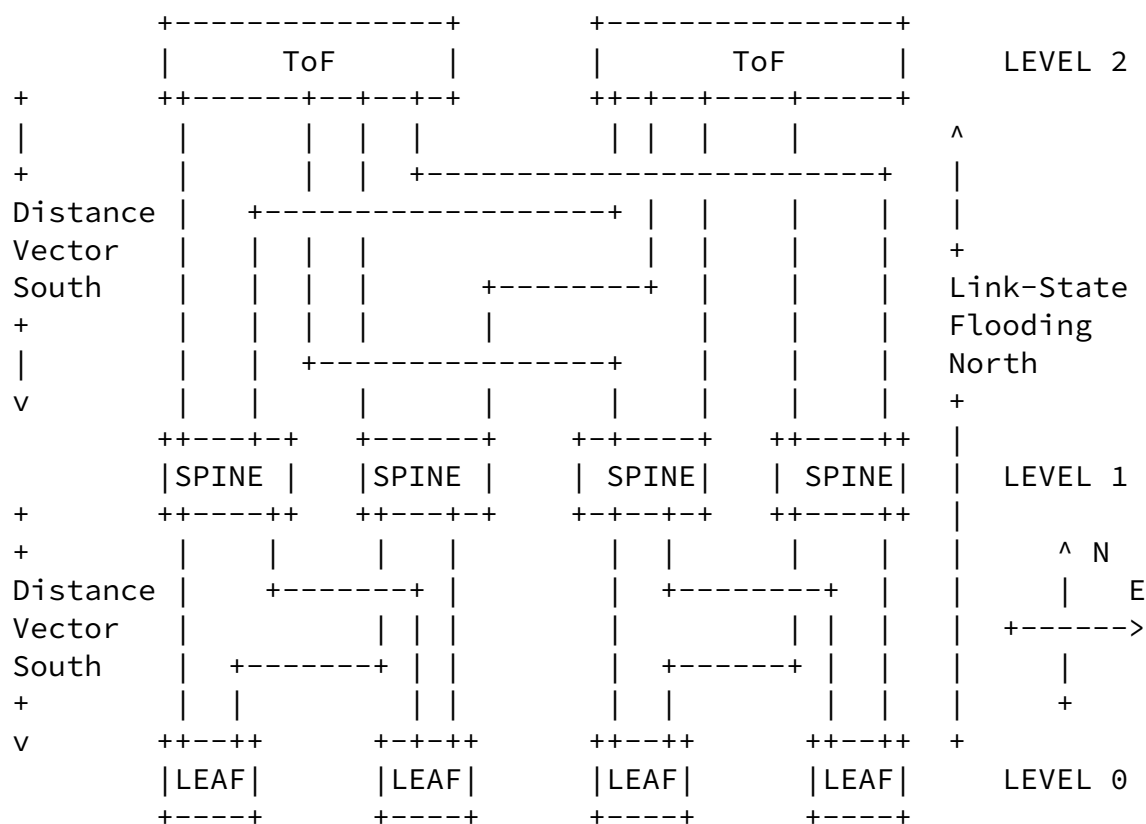 ToF ToF LEVEL 2
Distance
Vector
South Link-State
Flooding
North
SPINE SPINE SPINE SPINE LEVEL 1
N
Distance E
Vector
South
LEAF LEAF LEAF LEAF LEVEL 0